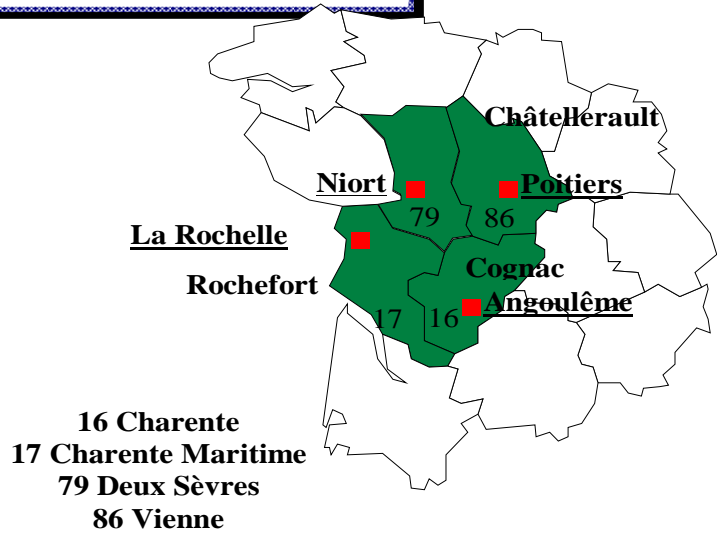 Châtellerault
Niort
Poitiers
79
86
La Rochelle
Cognac
Rochefort
Angoulême
17
16
16 Charente
17 Charente Maritime
79 Deux Sèvres
86 Vienne